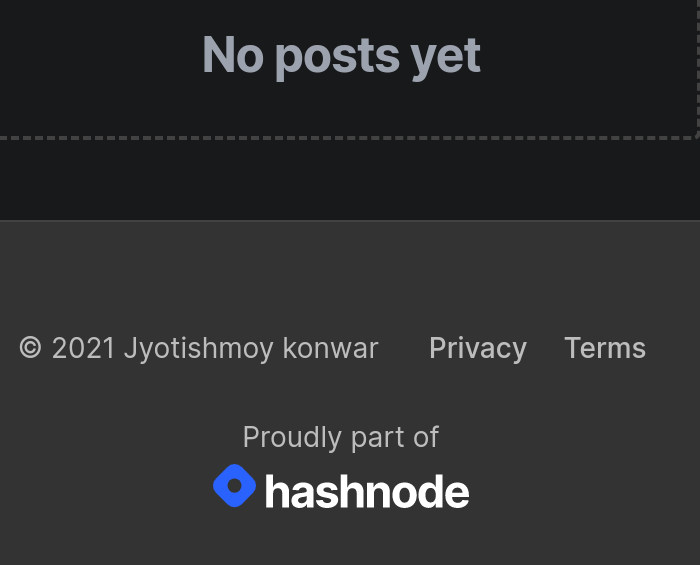 No posts yet
© 2021 Jyotishmoy konwar Privacy Terms
Proudly part of
hashnode